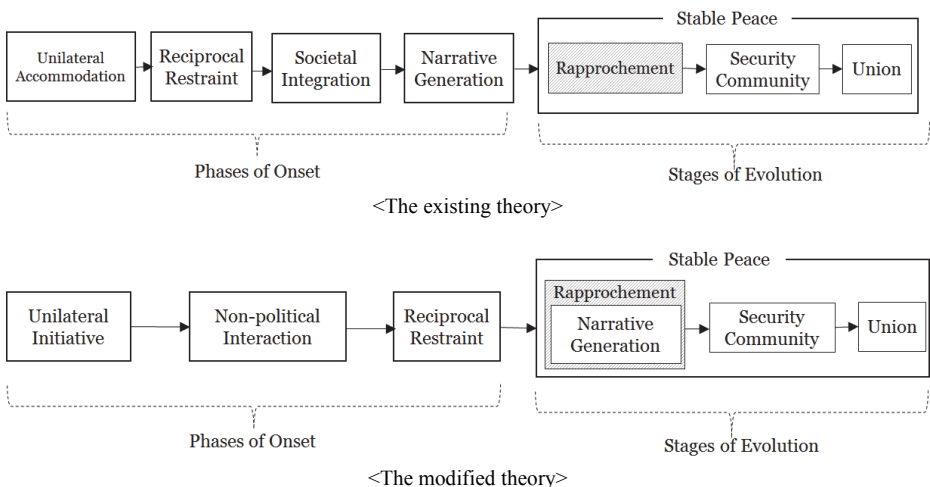 Stable Peace
Unilateral
Accommodation
Reciprocal
Restraint
Societal
Integration
Narrative
Generation
Rapprochement
Security
Community
Union
Phases of Onset
Stages of Evolution
<The existing theory>
Stable Peace
Unilateral
Initiative
Non-political
Interaction
Reciprocal
Restraint
Rapprochement
Narrative
Generation
Security
Community
Union
Phases of Onset
Stages of Evolution
<The modified theory>